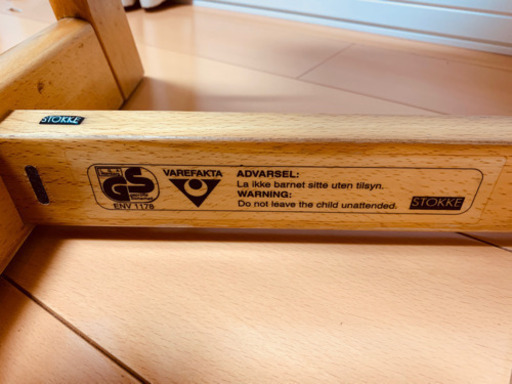 STOKKE
GS
ENV 1178
VAREFAKTA
ADVARSEL:
La ikke barnet sitte uten tilsyn.
WARNING:
Do not leave the child unattended.
STOKKE